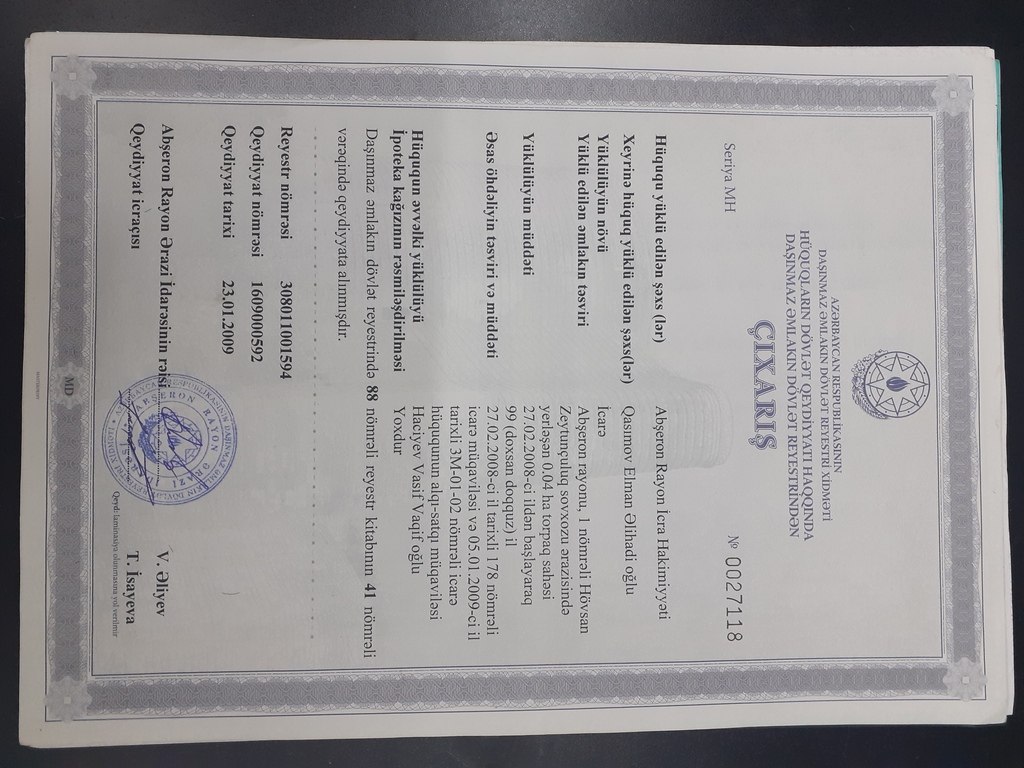 AZƏRBAYCAN RESPUBLİKASININ
DAŞINMAZ ƏMLAKIN DÖVLƏT REYESTRİ XİDMƏTİ
HÜQUQLARIN DÖVLƏT QEYDİYYATI HAQQINDA
DAŞINMAZ ƏMLAKIN DÖVLƏT REYESTRİNDƏN
ÇIXARIŞ
Seriya MH № 0027118
Hüququ yüklü edilən şəxs (lər) Abşeron Rayon İcra Hakimiyyəti
Xeyrinə hüquq yüklü edilən şəxs(lər) Qasımov Elman Əlihadi oğlu
Yüklülüyün növü İcarə
Yüklü edilən əmlakın təsviri Abşeron rayonu, 1 nömrəli Hövsan
Zeytunçuluq sovxozu ərazisində
yerləşən 0.04 ha torpaq sahəsi
Yüklülüyün müddəti 27.02.2008-ci ildən başlayaraq
99 (doxsan doqquz) il
Əsas öhdəliyin təsviri və müddəti 27.02.2008-ci il tarixli 178 nömrəli
icarə müqaviləsi və 05.01.2009-ci il
tarixli 3M-01-02 nömrəli icarə
hüququnun alqı-satqı müqaviləsi
Hüququn əvvəlki yüklülüyü Hacıyev Vasif Vaqif oğlu
İpoteka kağızının rəsmiləşdirilməsi Yoxdur
Daşınmaz əmlakın dövlət reyestrində 88 nömrəli reyestr kitabının 41 nömrəli
vərəqində qeydiyyata alınmışdır.
Reyestr nömrəsi 308011001594
Qeydiyyat nömrəsi 1609000592
Qeydiyyat tarixi 23.01.2009
Abşeron Rayon Ərazi İdarəsinin rəisi V. Əliyev
Qeydiyyat icraçısı T. İsayeva
Qeyd: laminasiya olunmasına yol verilmir
MD